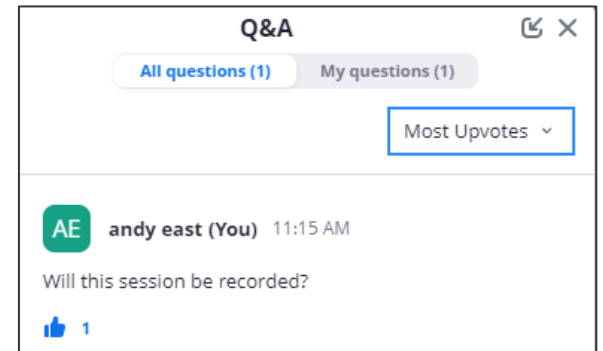 Q&A
All questions (1) My questions (1)
Most Upvotes
AE andy east (You) 11:15 AM
Will this session be recorded?
1